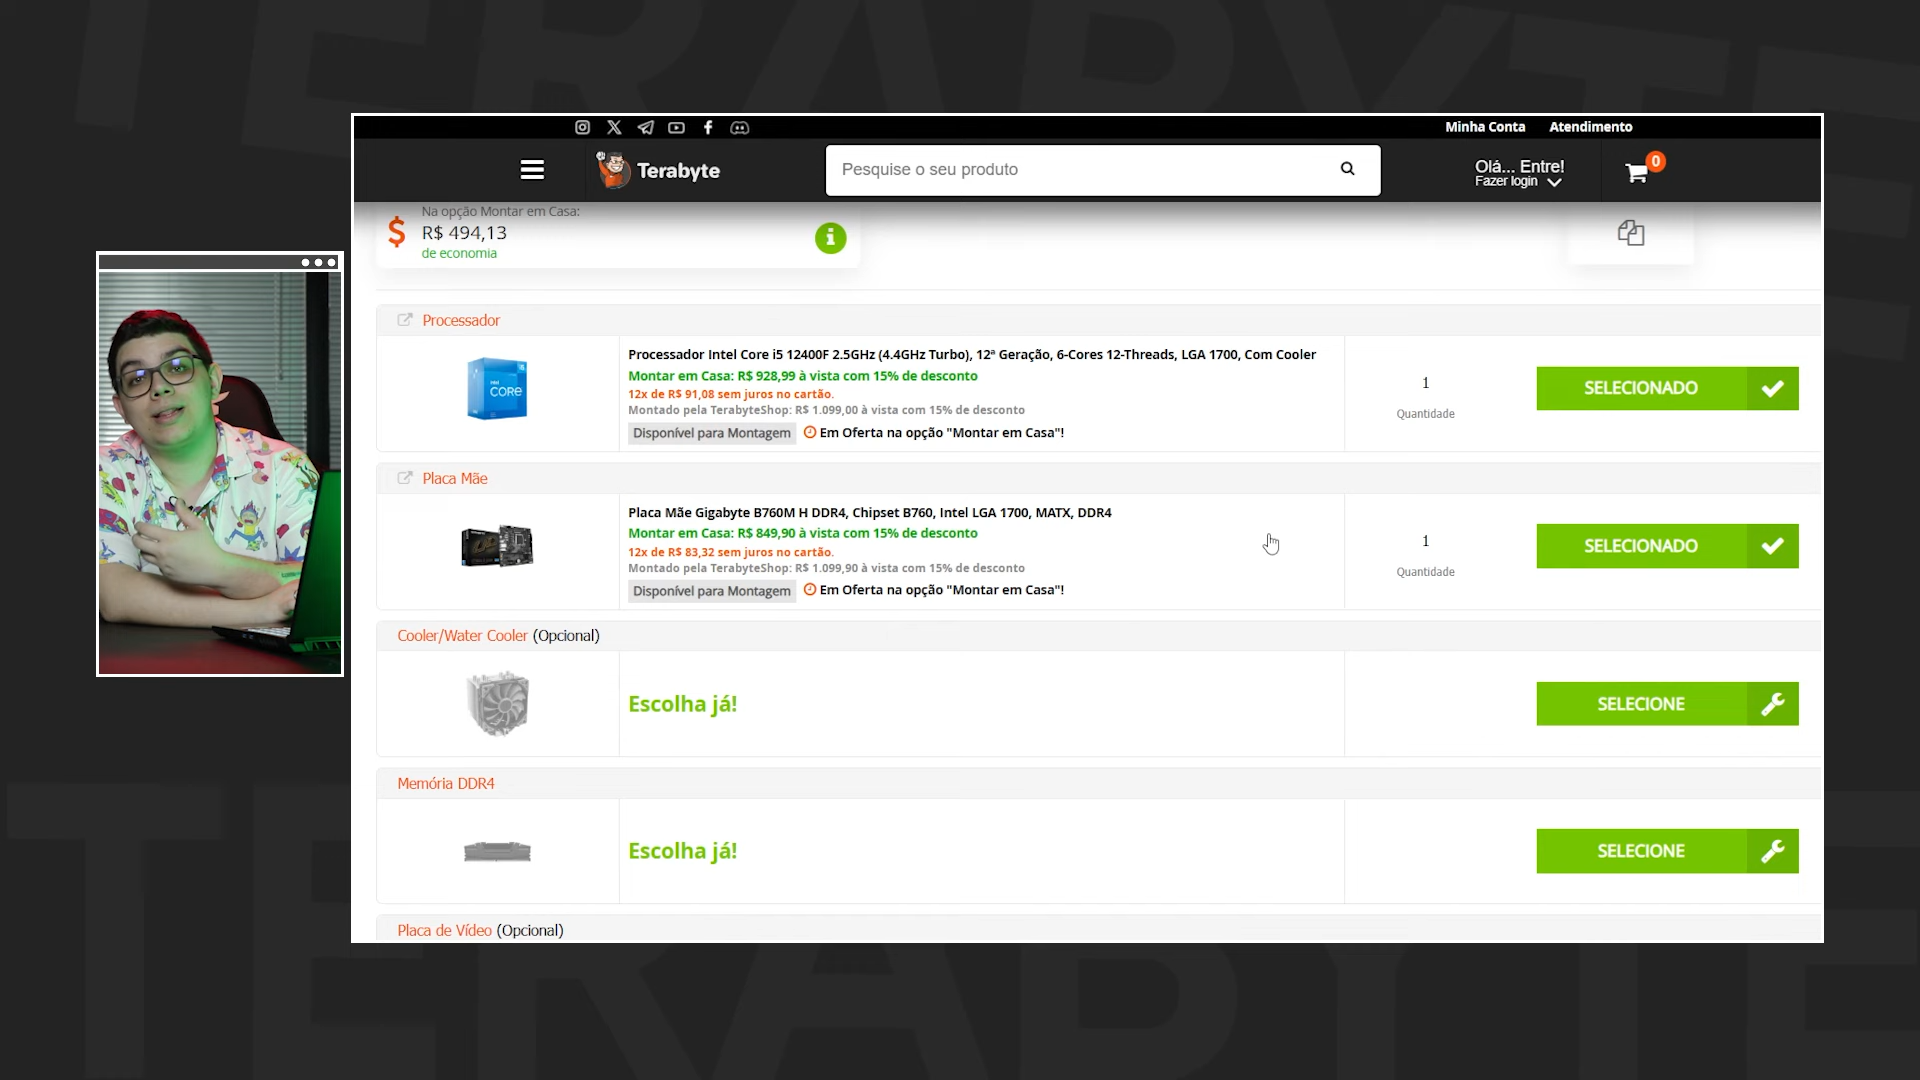 TERABYTE
Minha Conta Atendimento
Terabyte
Pesquise o seu produto
Olá... Entre!
Fazer login
0
Na opção Montar em Casa:
$ R$ 494,13
de economia
Processador
Processador Intel Core i5 12400F 2.5GHz (4.4GHz Turbo), 12ª Geração, 6-Cores 12-Threads, LGA 1700, Com Cooler
Montar em Casa: R$ 928,99 à vista com 15% de desconto
12x de R$ 91,08 sem juros no cartão.
Montado pela TerabyteShop: R$ 1.099,00 à vista com 15% de desconto
Disponível para Montagem Em Oferta na opção "Montar em Casa"!
intel
CORE
1
Quantidade
SELECIONADO
Placa Mãe
Placa Mãe Gigabyte B760M H DDR4, Chipset B760, Intel LGA 1700, MATX, DDR4
Montar em Casa: R$ 849,90 à vista com 15% de desconto
12x de R$ 83,32 sem juros no cartão.
Montado pela TerabyteShop: R$ 1.099,90 à vista com 15% de desconto
Disponível para Montagem Em Oferta na opção "Montar em Casa"!
1
Quantidade
SELECIONADO
Cooler/Water Cooler (Opcional)
Escolha já!
SELECIONE
Memória DDR4
Escolha já!
SELECIONE
Placa de Vídeo (Opcional)
TERABYTE